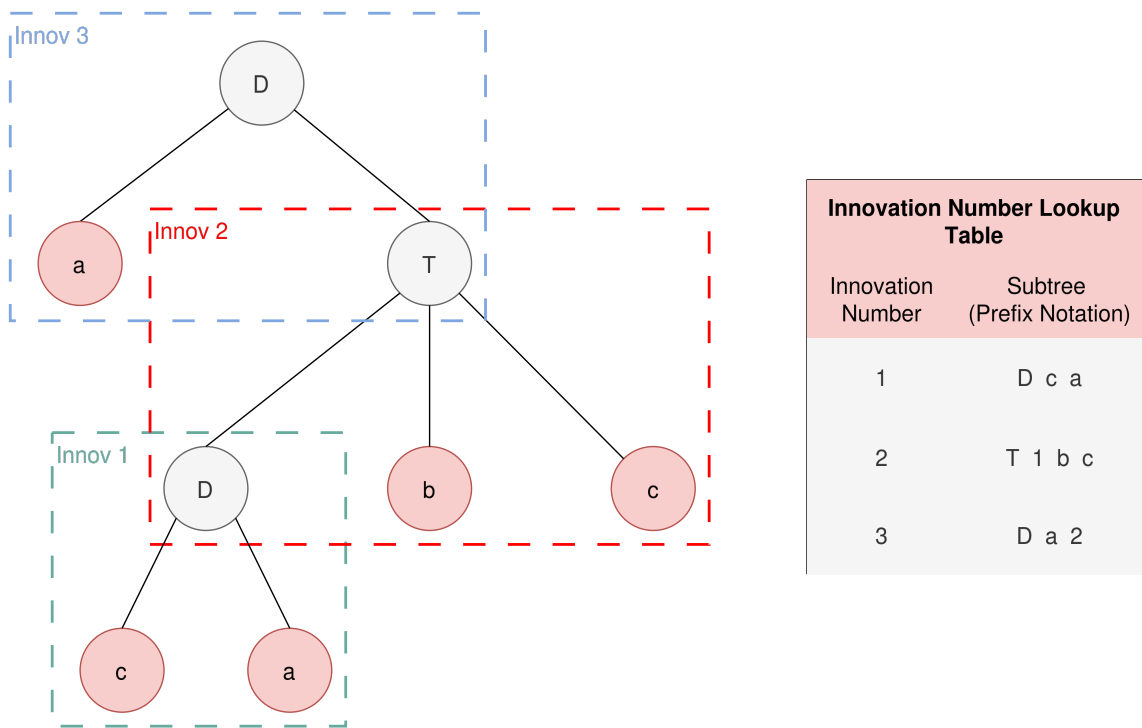 Innov 3
D
a
Innov 2
T
Innov 1
D
b
c
c
a
Innovation Number Lookup
Table
Innovation
Number
Subtree
(Prefix Notation)
1 D c a
2 T 1 b c
3 D a 2